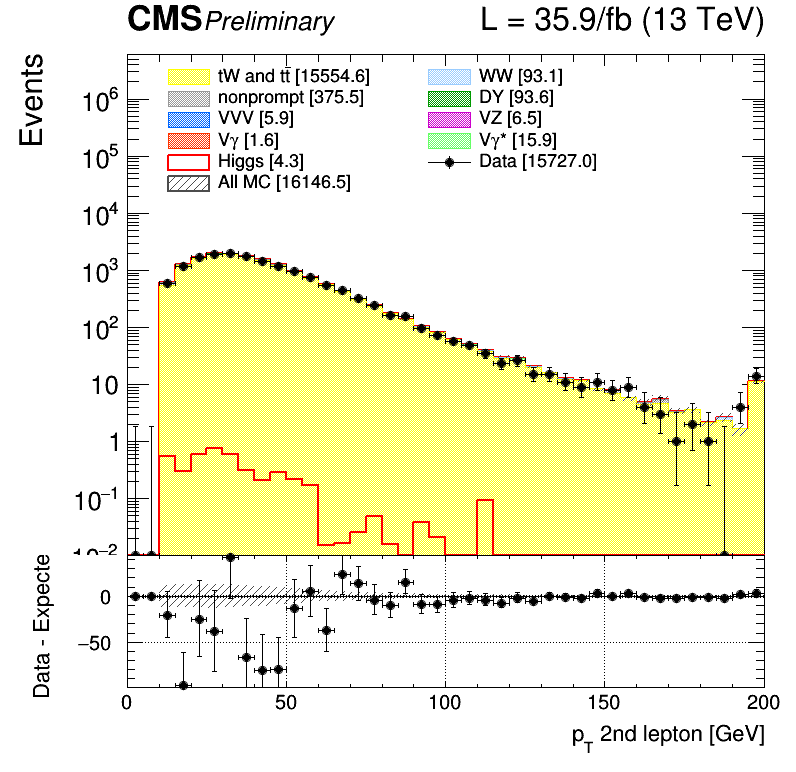 CMS Preliminary L = 35.9/fb (13 TeV)
Events
tW and tt̄ [15554.6]
nonprompt [375.5]
VVV [5.9]
Vγ [1.6]
Higgs [4.3]
All MC [16146.5]
WW [93.1]
DY [93.6]
VZ [6.5]
Vγ* [15.9]
Data [15727.0]
10⁶
10⁵
10⁴
10³
10²
10
1
10⁻¹
10⁻²
Data - Expecte
0
−50
0 50 100 150 200
p_T 2nd lepton [GeV]